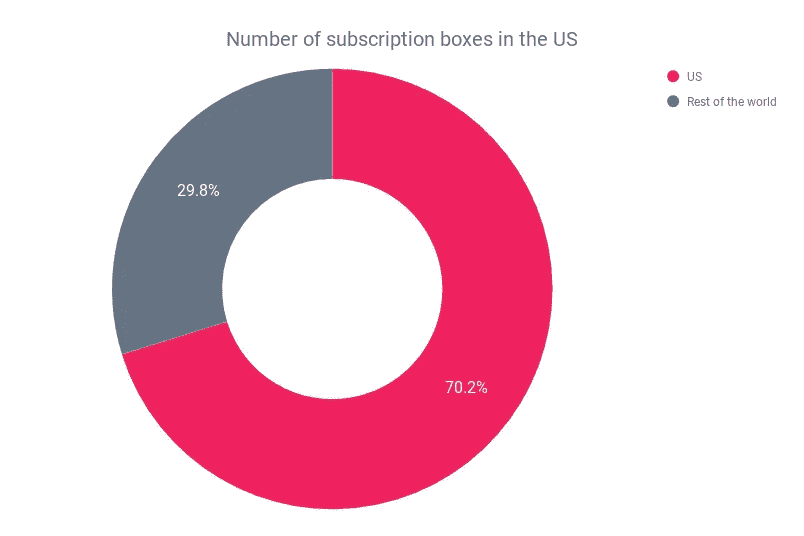 Number of subscription boxes in the US
US
Rest of the world
29.8%
70.2%